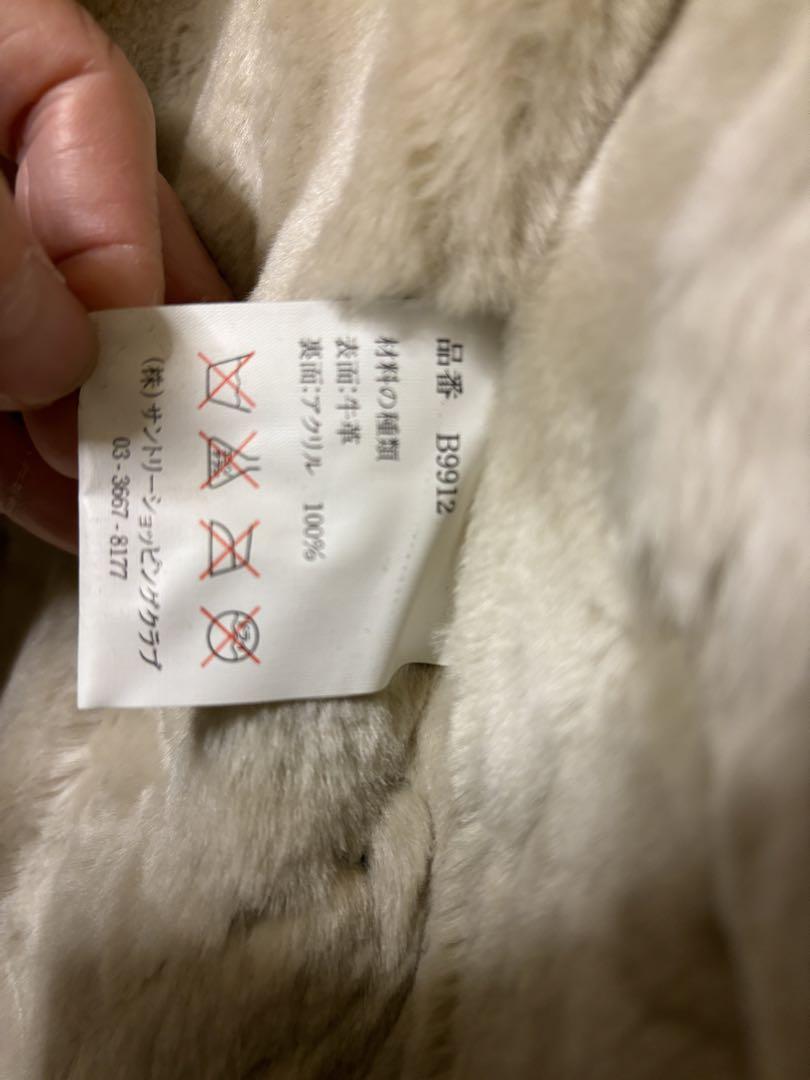 品番 B9912
材料の種類
表面:牛革
裏面:アクリル 100%
(株)サントリーショッピングクラブ
03-3667-8177